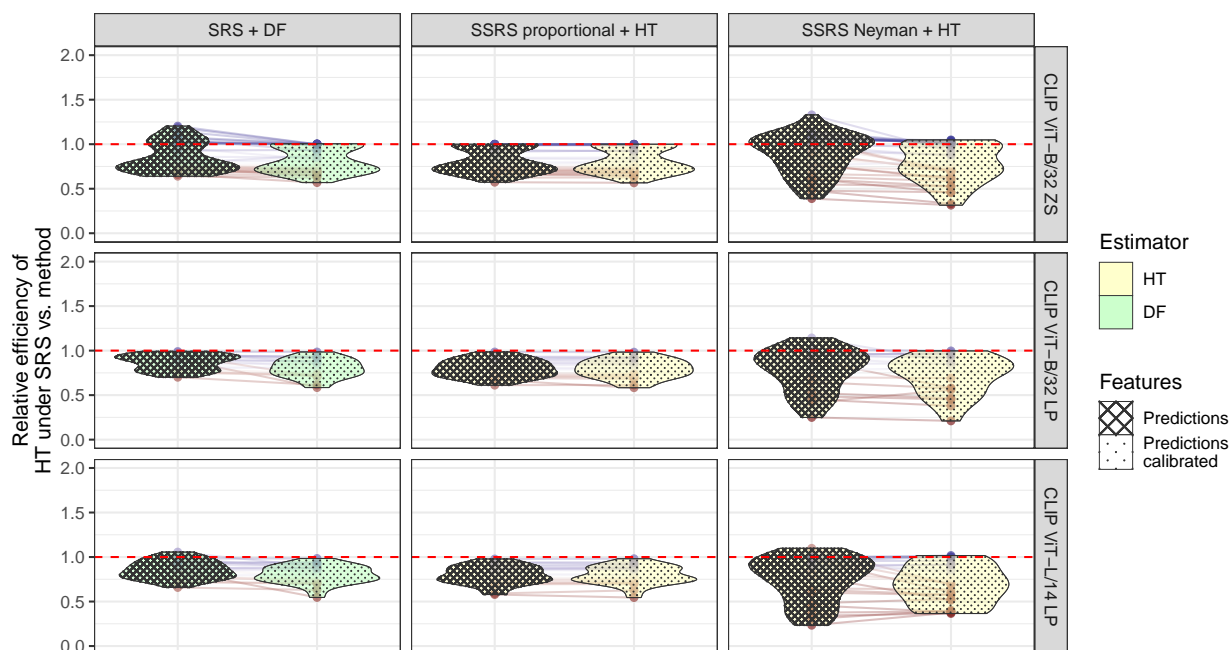 SRS + DF
SSRS proportional + HT
SSRS Neyman + HT
2.0
1.5
1.0
0.5
0.0
CLIP ViT−B/32 ZS
2.0
1.5
1.0
0.5
0.0
CLIP ViT−B/32 LP
2.0
1.5
1.0
0.5
0.0
CLIP ViT−L/14 LP
Relative effieficiency of
HT under SRS vs. method
Estimator
HT
DF
Features
Predictions
Predictions
calibrated